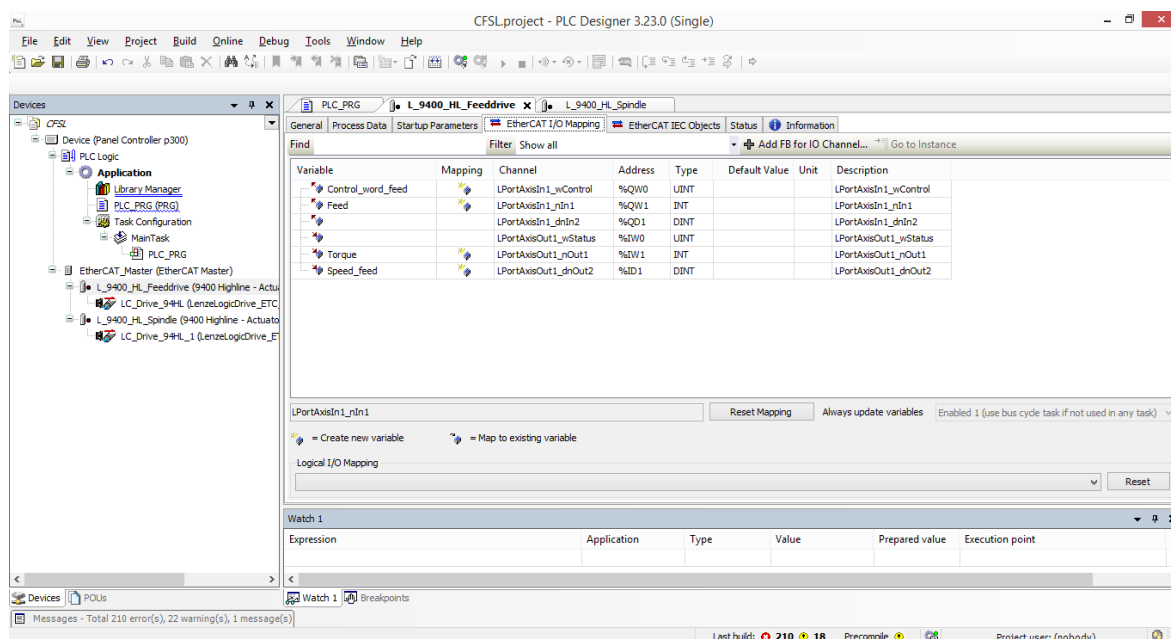 CFSL.project - PLC Designer 3.23.0 (Single)
File Edit View Project Build Online Debug Tools Window Help
Devices
CFSL
Device (Panel Controller p300)
PLC Logic
Application
Library Manager
PLC_PRG (PRG)
Task Configuration
MainTask
PLC_PRG
EtherCAT_Master (EtherCAT Master)
L_9400_HL_Feeddrive (9400 Highline - Actua
LC_Drive_94HL (LenzeLogicDrive_ETC_
L_9400_HL_Spindle (9400 Highline - Actuato
LC_Drive_94HL_1 (LenzeLogicDrive_E
Devices POUs
PLC_PRG L_9400_HL_Feeddrive L_9400_HL_Spindle
General Process Data Startup Parameters EtherCAT I/O Mapping EtherCAT IEC Objects Status Information
Find Filter Show all Add FB for IO Channel... Go to Instance
Variable Mapping Channel Address Type Default Value Unit Description
Control_word_feed LPortAxisIn1_wControl %QW0 UINT LPortAxisIn1_wControl
Feed LPortAxisIn1_nIn1 %QW1 INT LPortAxisIn1_nIn1
LPortAxisIn1_dnIn2 %QD1 DINT LPortAxisIn1_dnIn2
LPortAxisOut1_wStatus %IW0 UINT LPortAxisOut1_wStatus
Torque LPortAxisOut1_nOut1 %IW1 INT LPortAxisOut1_nOut1
Speed_feed LPortAxisOut1_dnOut2 %ID1 DINT LPortAxisOut1_dnOut2
LPortAxisIn1_nIn1 Reset Mapping Always update variables Enabled 1 (use bus cycle task if not used in any task)
= Create new variable = Map to existing variable
Logical I/O Mapping
Reset
Watch 1
Expression Application Type Value Prepared value Execution point
Watch 1 Breakpoints
Messages - Total 210 error(s), 22 warning(s), 1 message(s)
Last build: 210 18 Precompile Project user: (nobody)